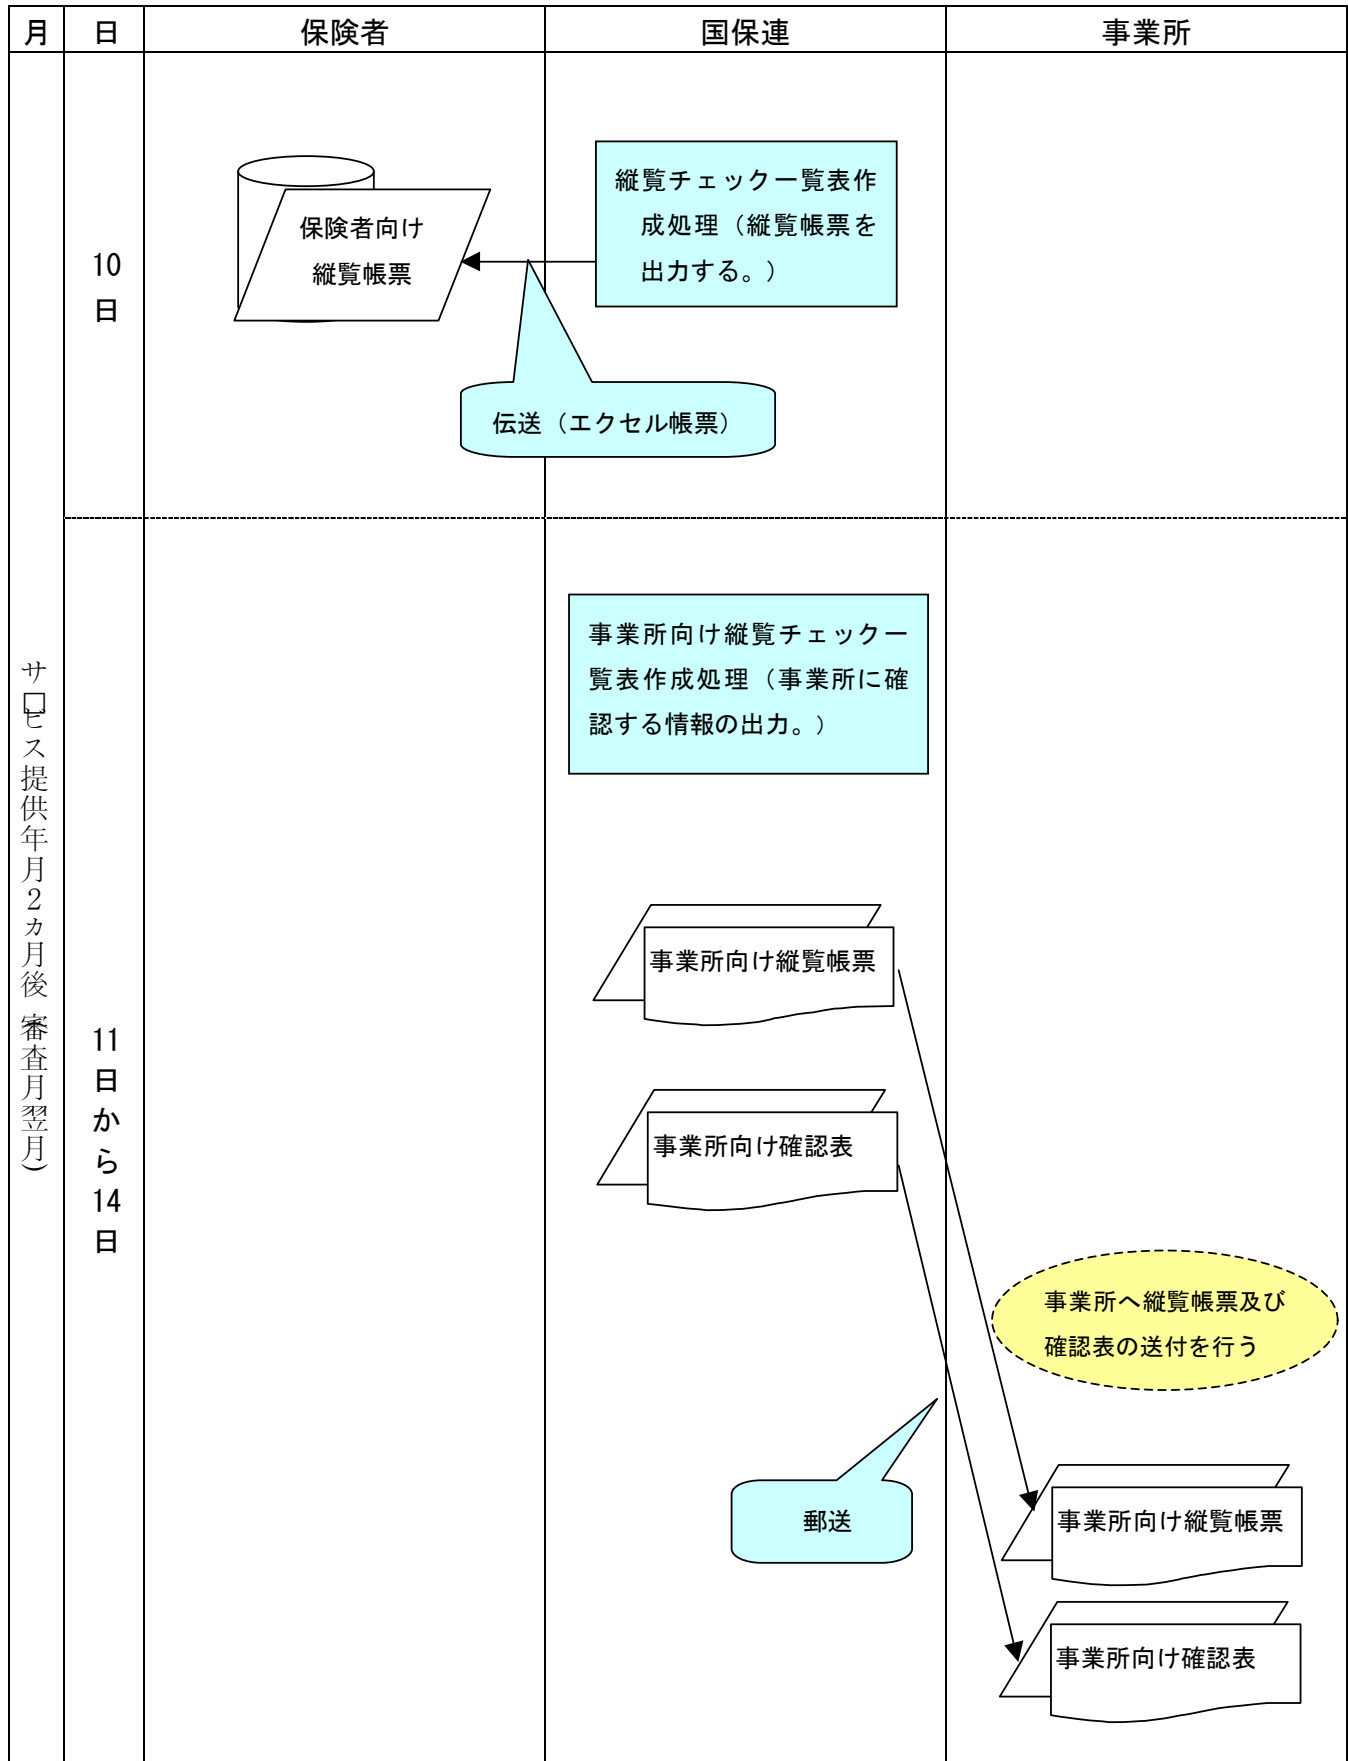 月 日 保険者 国保連 事業所
縦覧チェック一覧表作
成処理（縦覧帳票を
出力する。）
保険者向け
縦覧帳票
10
日
伝送（エクセル帳票）
事業所向け縦覧チェック一
覧表作成処理（事業所に確
認する情報の出力。）
サ□ビス提供年月2ヵ月後（審査月翌月）
事業所向け縦覧帳票
11
日
か
ら
14
日
事業所向け確認表
事業所へ縦覧帳票及び
確認表の送付を行う
郵送
事業所向け縦覧帳票
事業所向け確認表